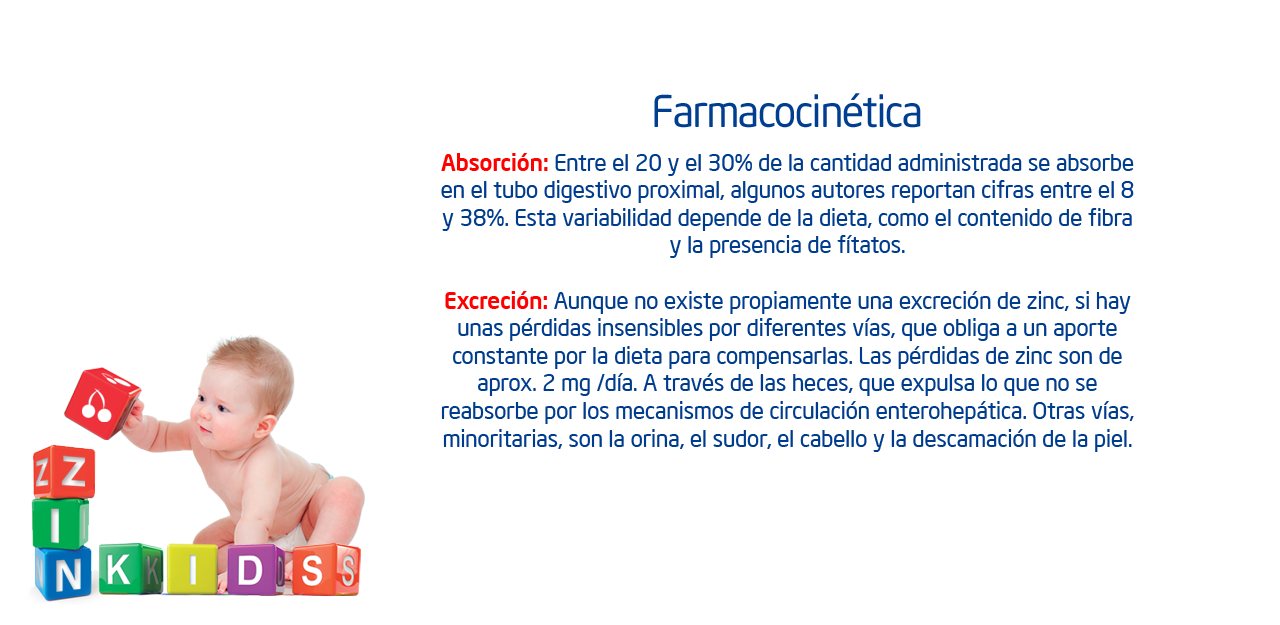 Farmacocinética
Absorción: Entre el 20 y el 30% de la cantidad administrada se absorbe
en el tubo digestivo proximal, algunos autores reportan cifras entre el 8
y 38%. Esta variabilidad depende de la dieta, como el contenido de fibra
y la presencia de fítatos.
Excreción: Aunque no existe propiamente una excreción de zinc, si hay
unas pérdidas insensibles por diferentes vías, que obliga a un aporte
constante por la dieta para compensarlas. Las pérdidas de zinc son de
aprox. 2 mg /día. A través de las heces, que expulsa lo que no se
reabsorbe por los mecanismos de circulación enterohepática. Otras vías,
minoritarias, son la orina, el sudor, el cabello y la descamación de la piel.
Z Z
I
N N K K I D D S S